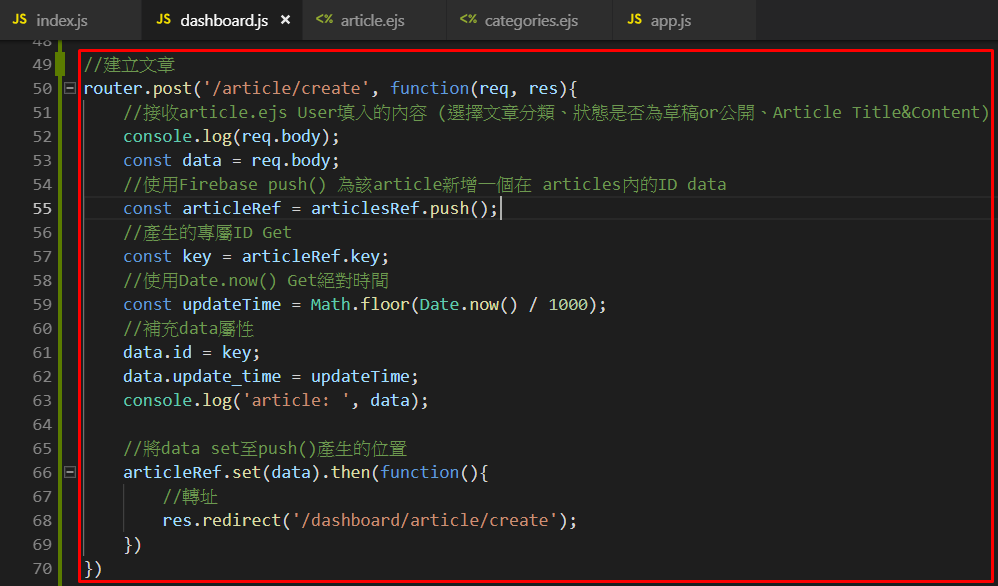 JS index.js JS dashboard.js × <%> article.ejs <%> categories.ejs JS app.js
48
49 //建立文章
50 router.post('/article/create', function(req, res){
51 //接收article.ejs User填入的內容 (選擇文章分類、狀態是否為草稿or公開、Article Title&Content)
52 console.log(req.body);
53 const data = req.body;
54 //使用Firebase push() 為該article新增一個在 articles內的ID data
55 const articleRef = articlesRef.push();
56 //產生的專屬ID Get
57 const key = articleRef.key;
58 //使用Date.now() Get絕對時間
59 const updateTime = Math.floor(Date.now() / 1000);
60 //補充data屬性
61 data.id = key;
62 data.update_time = updateTime;
63 console.log('article: ', data);
64
65 //將data set至push()產生的位置
66 articleRef.set(data).then(function(){
67 //轉址
68 res.redirect('/dashboard/article/create');
69 })
70 })